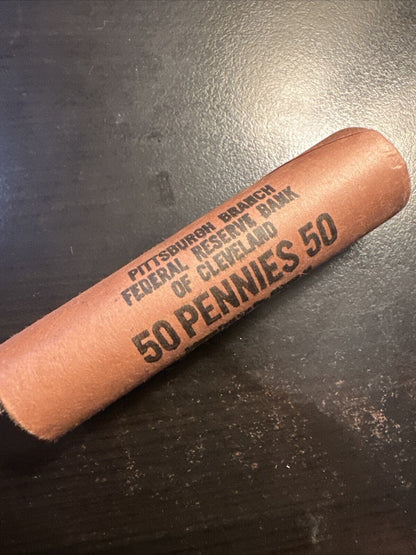 PITTSBURGH BRANCH
FEDERAL RESERVE BANK
OF CLEVELAND
50 PENNIES 50